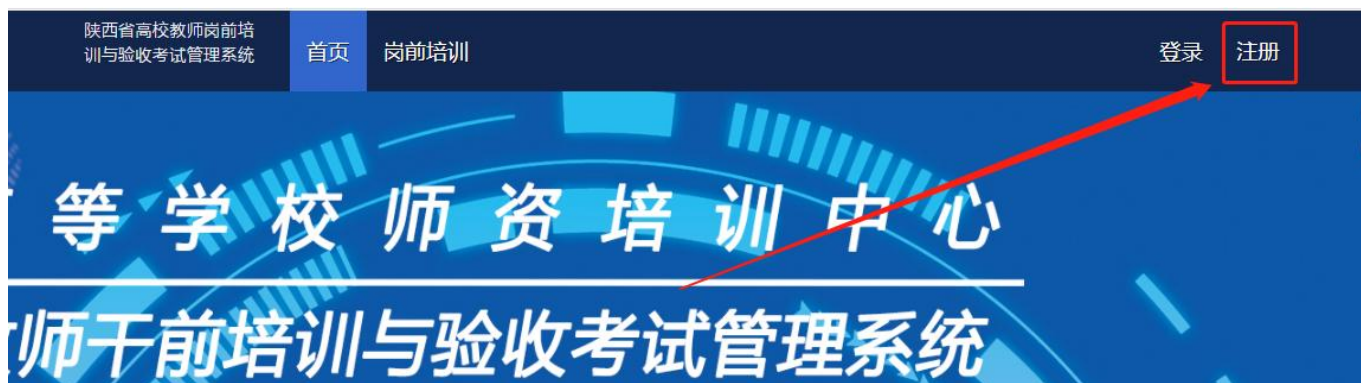 陕西省高校教师岗前培
训与验收考试管理系统
首页
岗前培训
登录
注册
等学校师资培训中心
师干前培训与验收考试管理系统